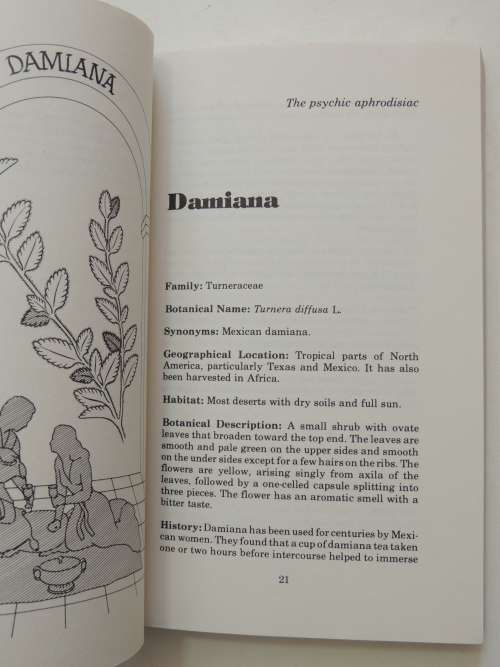 DAMIANA
The psychic aphrodisiac
Damiana
Family: Turneraceae
Botanical Name: Turnera diffusa L.
Synonyms: Mexican damiana.
Geographical Location: Tropical parts of North
America, particularly Texas and Mexico. It has also
been harvested in Africa.
Habitat: Most deserts with dry soils and full sun.
Botanical Description: A small shrub with ovate
leaves that broaden toward the top end. The leaves are
smooth and pale green on the upper sides and smooth
on the under sides except for a few hairs on the ribs. The
flowers are yellow, arising singly from axila of the
leaves, followed by a one-celled capsule splitting into
three pieces. The flower has an aromatic smell with a
bitter taste.
History: Damiana has been used for centuries by Mexi-
can women. They found that a cup of damiana tea taken
one or two hours before intercourse helped to immerse
21